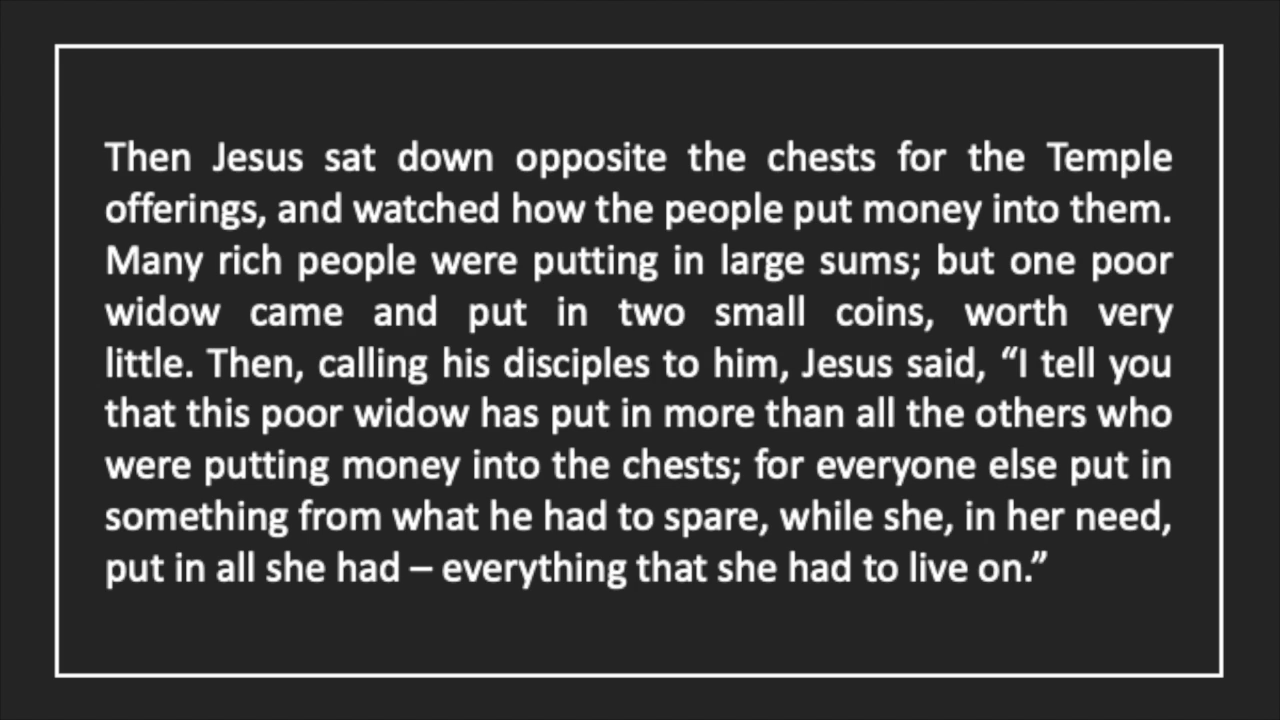 Then Jesus sat down opposite the chests for the Temple
offerings, and watched how the people put money into them.
Many rich people were putting in large sums; but one poor
widow came and put in two small coins, worth very
little. Then, calling his disciples to him, Jesus said, “I tell you
that this poor widow has put in more than all the others who
were putting money into the chests; for everyone else put in
something from what he had to spare, while she, in her need,
put in all she had – everything that she had to live on.”